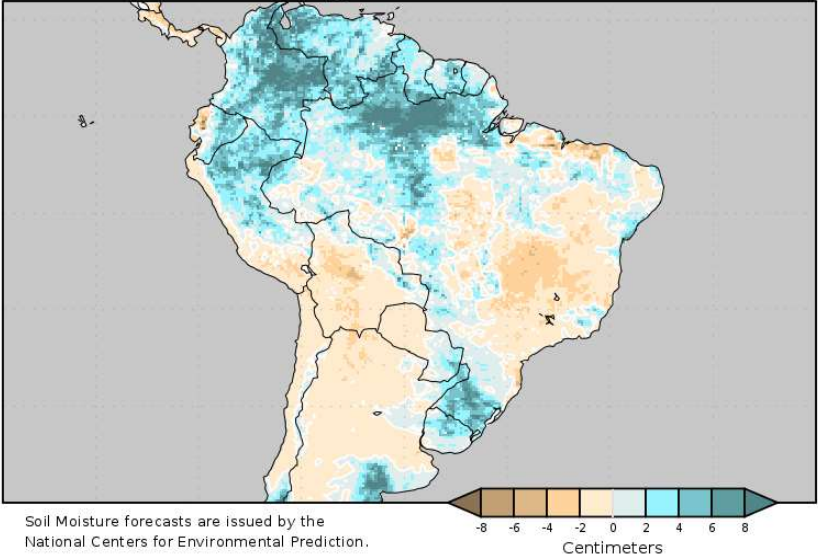 Soil Moisture forecasts are issued by the
National Centers for Environmental Prediction.
-8 -6 -4 -2 0 2 4 6 8
Centimeters